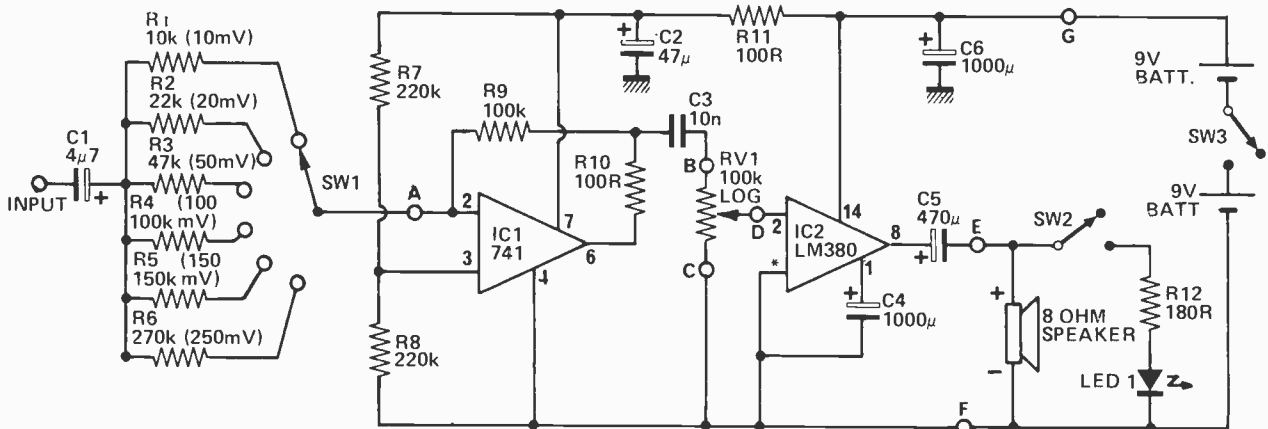 R1
10k (10mV)
R2
22k (20mV)
R3
47k (50mV)
(100
R4
100k mV)
(150
R5
150k mV)
R6
270k (250mV)
C1
4µ7
+
INPUT
SW1
A
R7
220k
R8
220k
R9
100k
R10
100R
2
3
IC1
741
7
6
4
+
C2
47µ
R11
100R
C3
10n
B
RV1
100k
LOG
C
D
2
*
IC2
LM380
14
8
1
+
C4
1000µ
+
C6
1000µ
G
C5
470µ
+
E
SW2
+
8 OHM
SPEAKER
−
R12
180R
LED 1
F
9V
BATT.
SW3
9V
BATT